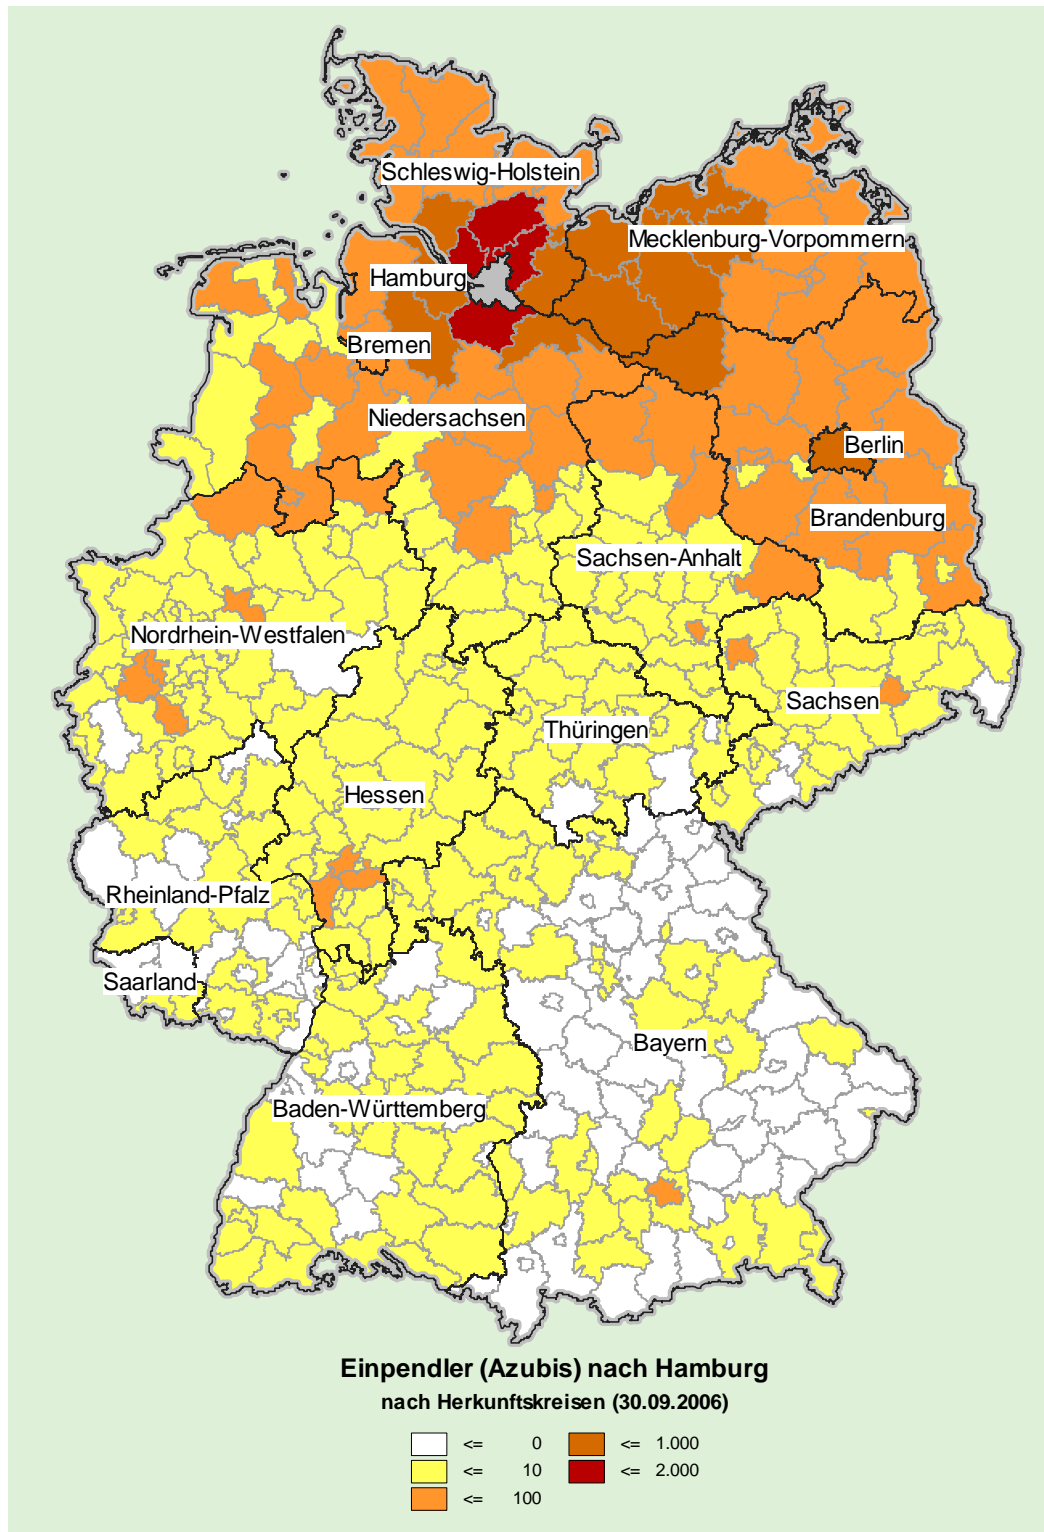 Schleswig-Holstein
Mecklenburg-Vorpommern
Hamburg
Bremen
Niedersachsen
Berlin
Brandenburg
Sachsen-Anhalt
Nordrhein-Westfalen
Sachsen
Thüringen
Hessen
Rheinland-Pfalz
Saarland
Bayern
Baden-Württemberg
Einpendler (Azubis) nach Hamburg
nach Herkunftskreisen (30.09.2006)
<= 0 <= 1.000
<= 10 <= 2.000
<= 100